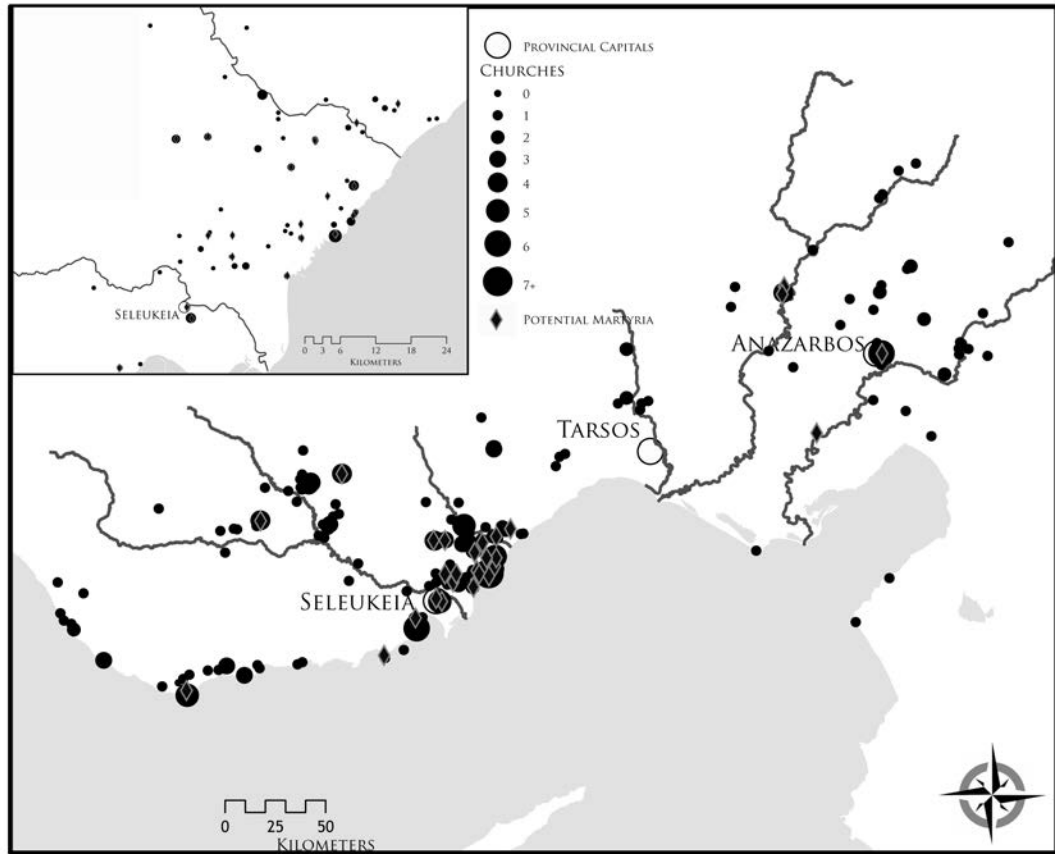 Provincial Capitals
Churches
0
1
2
3
4
5
6
7+
Potential Martyria
Seleukeia
0 3 6 12 18 24
Kilometers
Anazarbos
Tarsos
Seleukeia
0 25 50
Kilometers